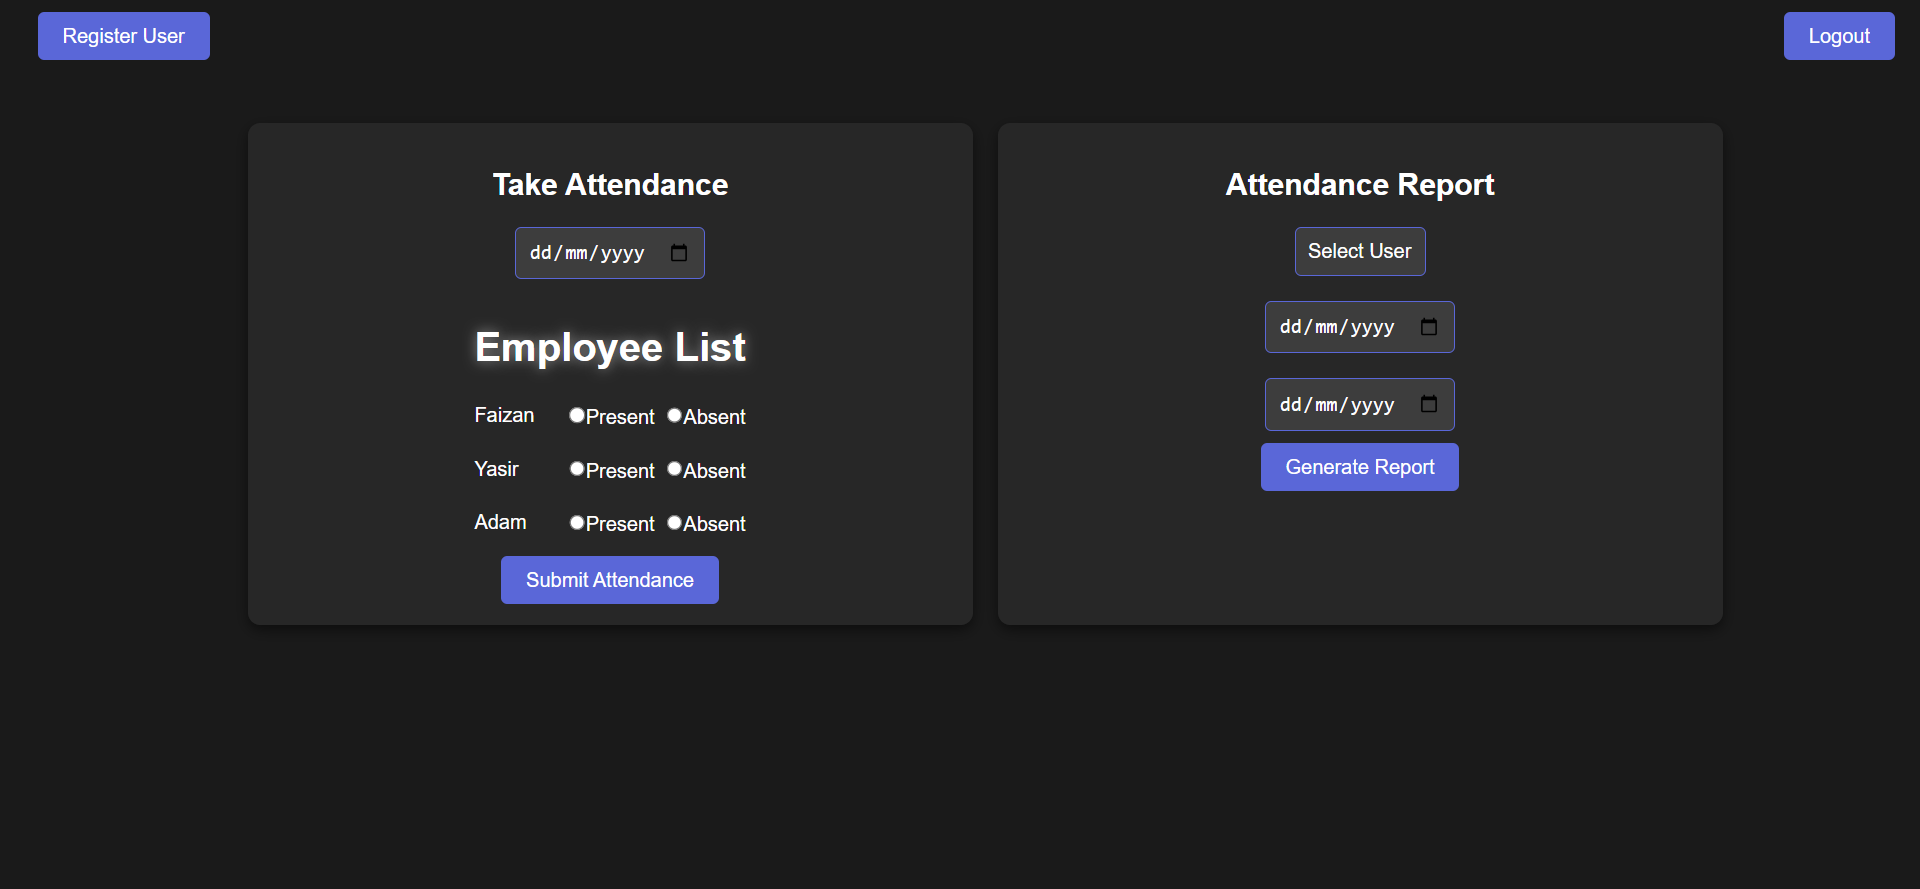 Register User
Logout
Take Attendance
dd/mm/yyyy
Employee List
Faizan Present Absent
Yasir Present Absent
Adam Present Absent
Submit Attendance
Attendance Report
Select User
dd/mm/yyyy
dd/mm/yyyy
Generate Report